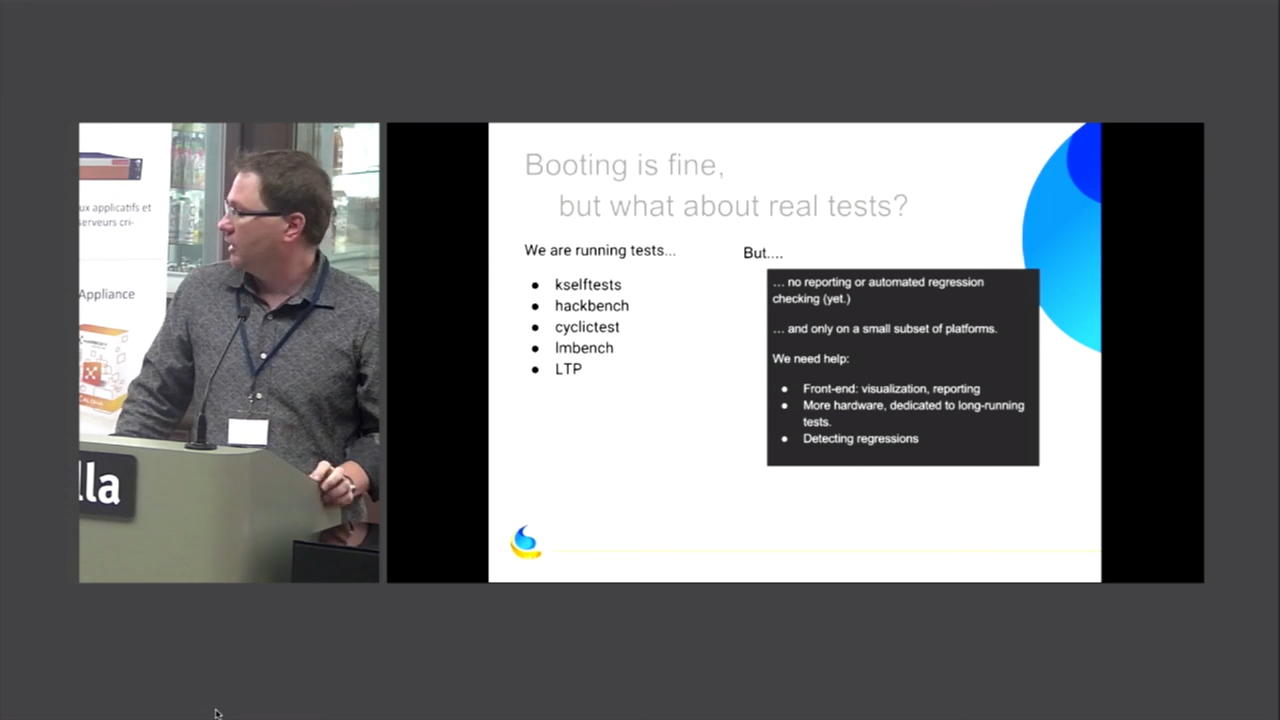 ux applicatifs et
serveurs cri-
Appliance
lla
Booting is fine,
but what about real tests?
We are running tests...
kselftests
hackbench
cyclictest
lmbench
LTP
But....
... no reporting or automated regression
checking (yet.)
... and only on a small subset of platforms.
We need help:
Front-end: visualization, reporting
More hardware, dedicated to long-running
tests.
Detecting regressions